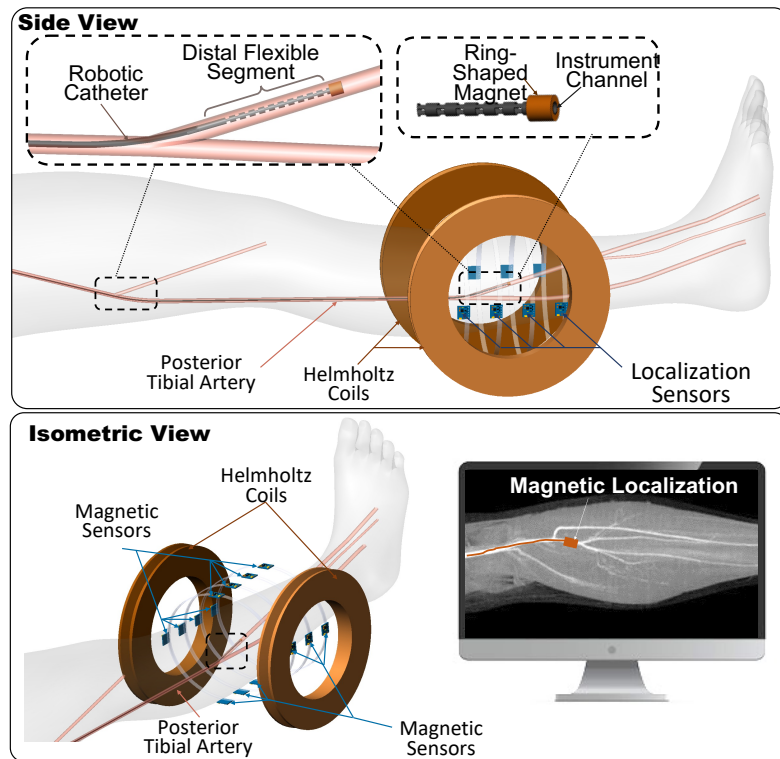 Side View
Distal Flexible
Segment
Robotic
Catheter
Ring-
Shaped
Magnet
Instrument
Channel
Posterior
Tibial Artery
Helmholtz
Coils
Localization
Sensors
Isometric View
Helmholtz
Coils
Magnetic
Sensors
Posterior
Tibial Artery
Magnetic
Sensors
Magnetic Localization